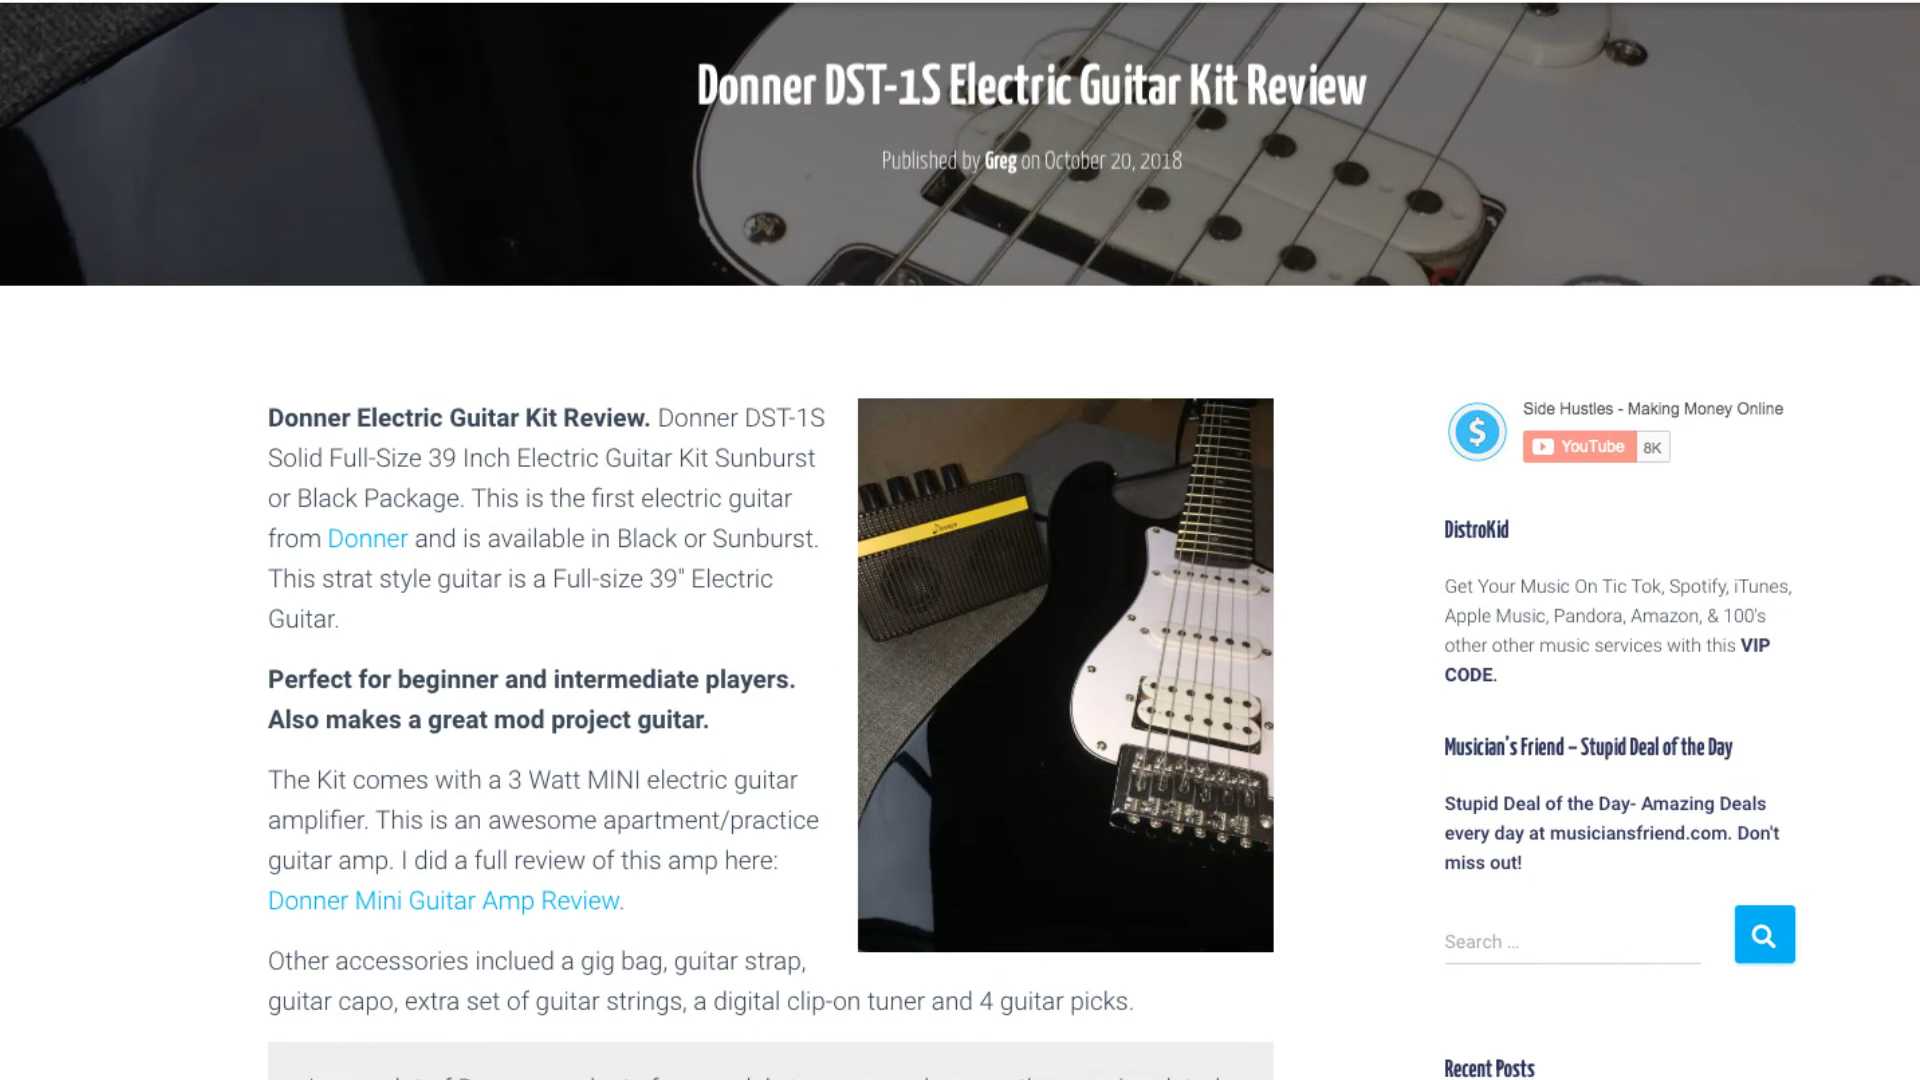 Donner DST-1S Electric Guitar Kit Review
Published by Greg on October 20, 2018
Donner Electric Guitar Kit Review. Donner DST-1S
Solid Full-Size 39 Inch Electric Guitar Kit Sunburst
or Black Package. This is the first electric guitar
from Donner and is available in Black or Sunburst.
This strat style guitar is a Full-size 39" Electric
Guitar.
Perfect for beginner and intermediate players.
Also makes a great mod project guitar.
The Kit comes with a 3 Watt MINI electric guitar
amplifier. This is an awesome apartment/practice
guitar amp. I did a full review of this amp here:
Donner Mini Guitar Amp Review.
Other accessories inclued a gig bag, guitar strap,
guitar capo, extra set of guitar strings, a digital clip-on tuner and 4 guitar picks.
Donner
Side Hustles - Making Money Online
YouTube 8K
DistroKid
Get Your Music On Tic Tok, Spotify, iTunes,
Apple Music, Pandora, Amazon, & 100's
other other music services with this VIP
CODE.
Musician's Friend – Stupid Deal of the Day
Stupid Deal of the Day- Amazing Deals
every day at musiciansfriend.com. Don't
miss out!
Search ...
Recent Posts